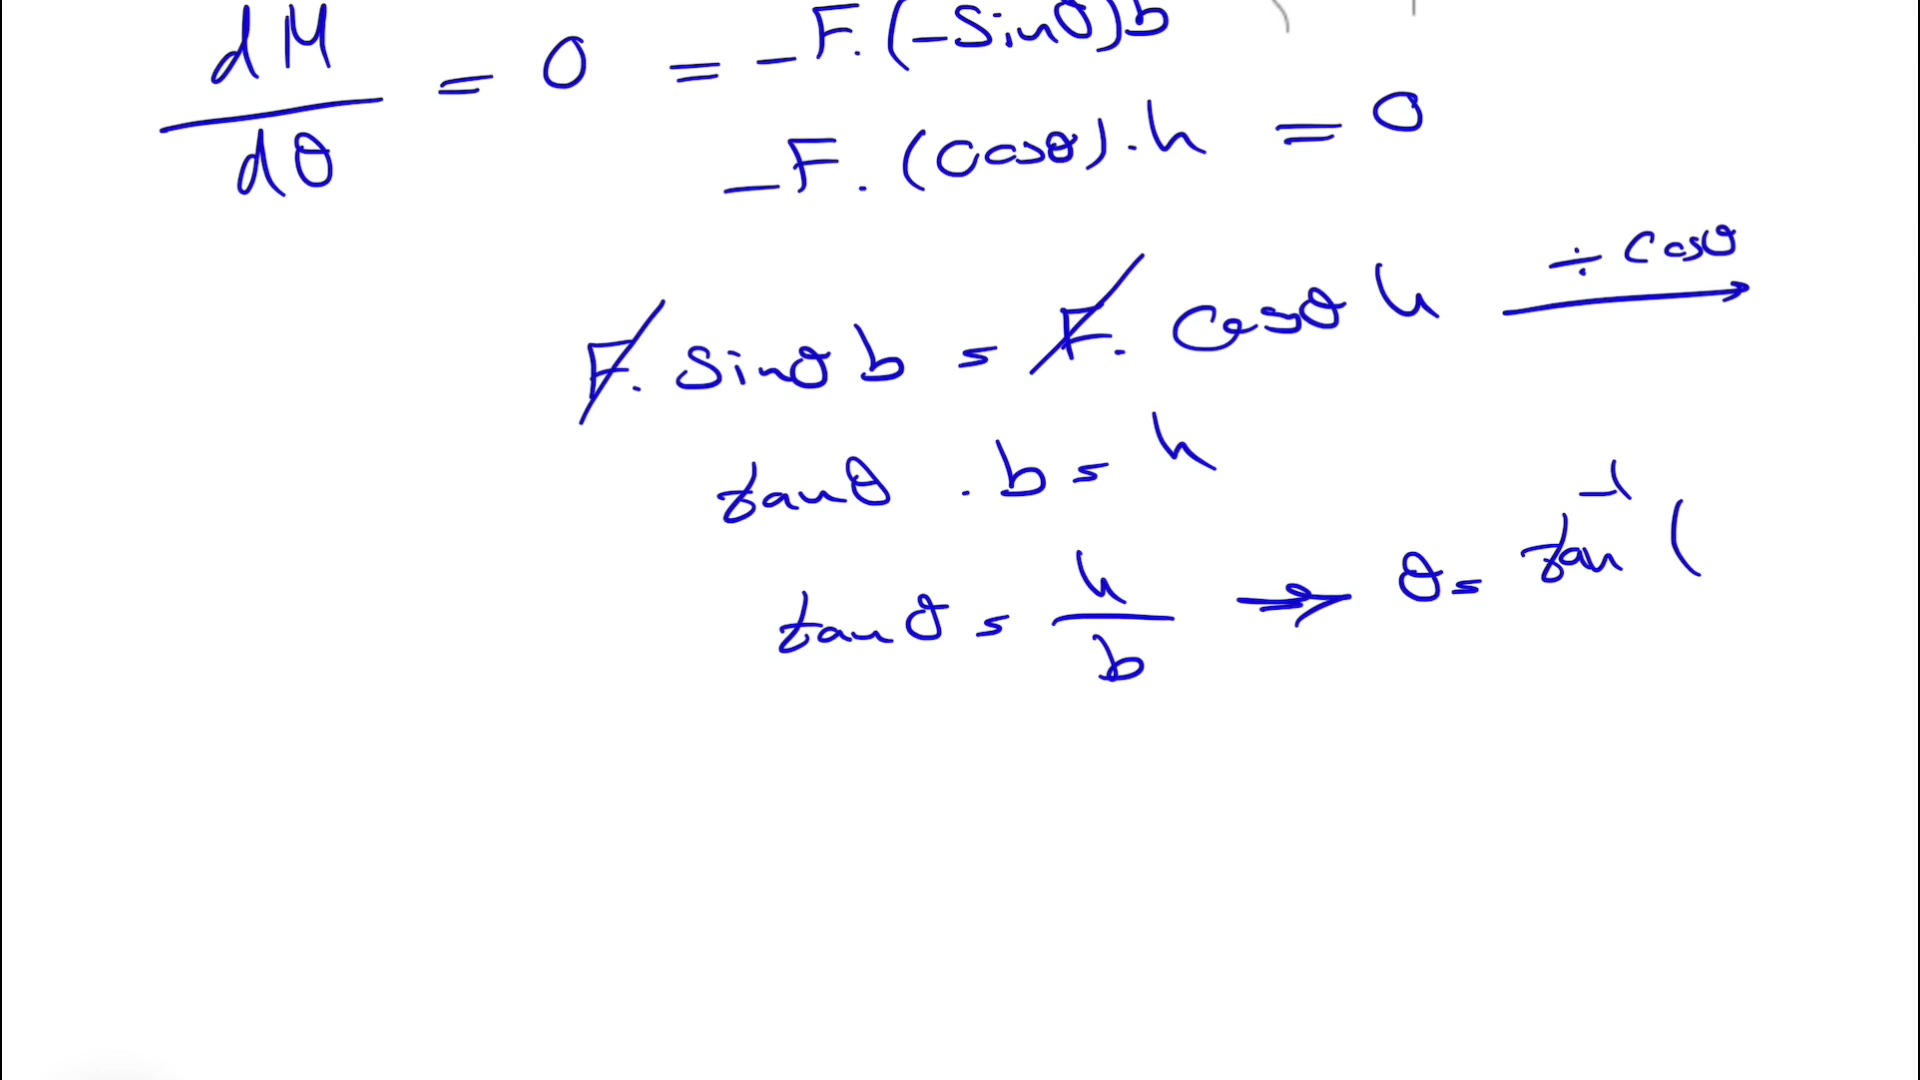 dM/dθ = 0 = -F.(-Sinθ)b
-F.(Cosθ).h = 0
F. Sinθ b = F. Cosθ h ÷ Cosθ →
tanθ . b = h
tanθ = h/b → θ = tan⁻¹(